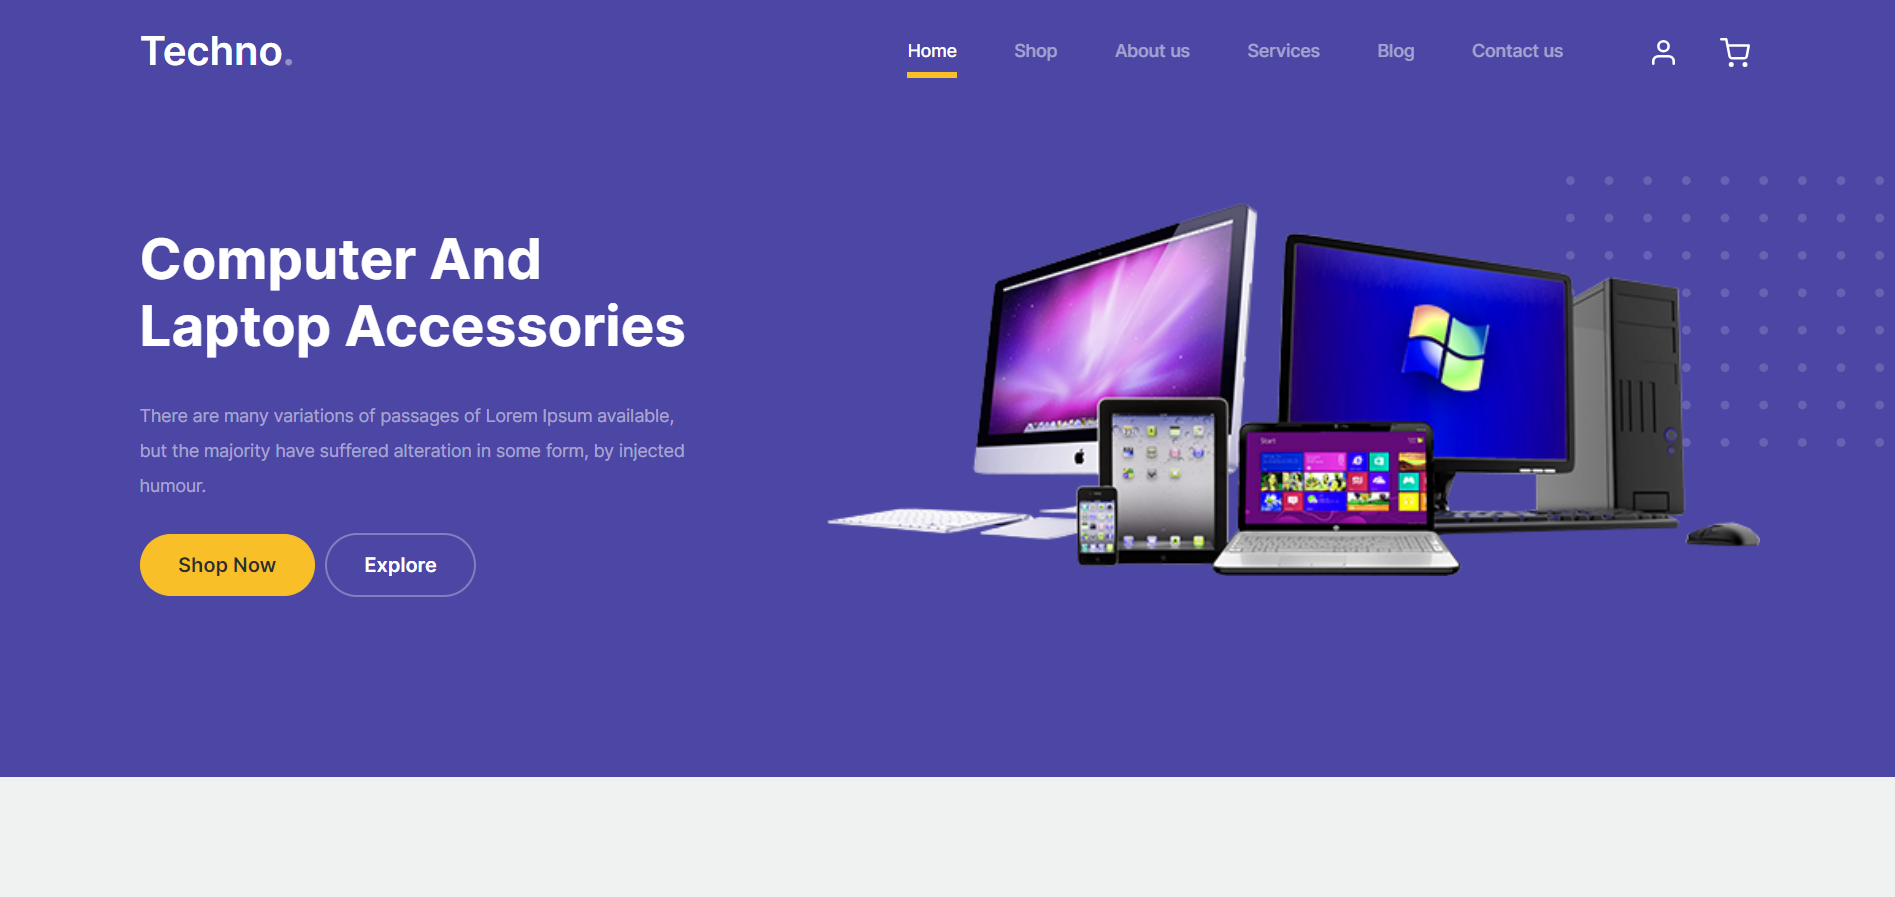 Techno.
Home Shop About us Services Blog Contact us
Computer And
Laptop Accessories
There are many variations of passages of Lorem Ipsum available,
but the majority have suffered alteration in some form, by injected
humour.
Shop Now Explore
Start